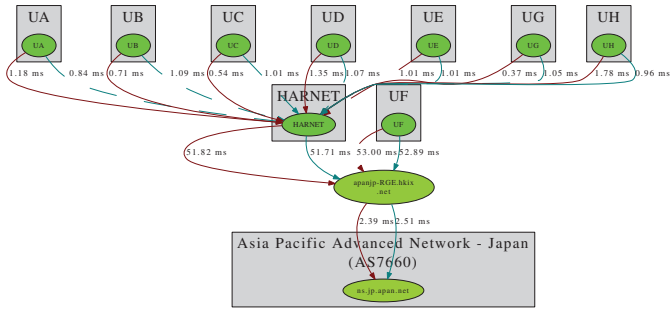 UA UB UC UD UE UG UH
UA UB UC UD UE UG UH
1.18 ms 0.84 ms 0.71 ms 1.09 ms 0.54 ms 1.01 ms 1.35 ms 1.07 ms 1.01 ms 1.01 ms 0.37 ms 1.05 ms 1.78 ms 0.96 ms
HARNET UF
HARNET UF
51.82 ms 51.71 ms 53.00 ms 52.89 ms
apanjp-RGE.hkix
.net
2.39 ms 2.51 ms
Asia Pacific Advanced Network - Japan
(AS7660)
as.jp.apan.net